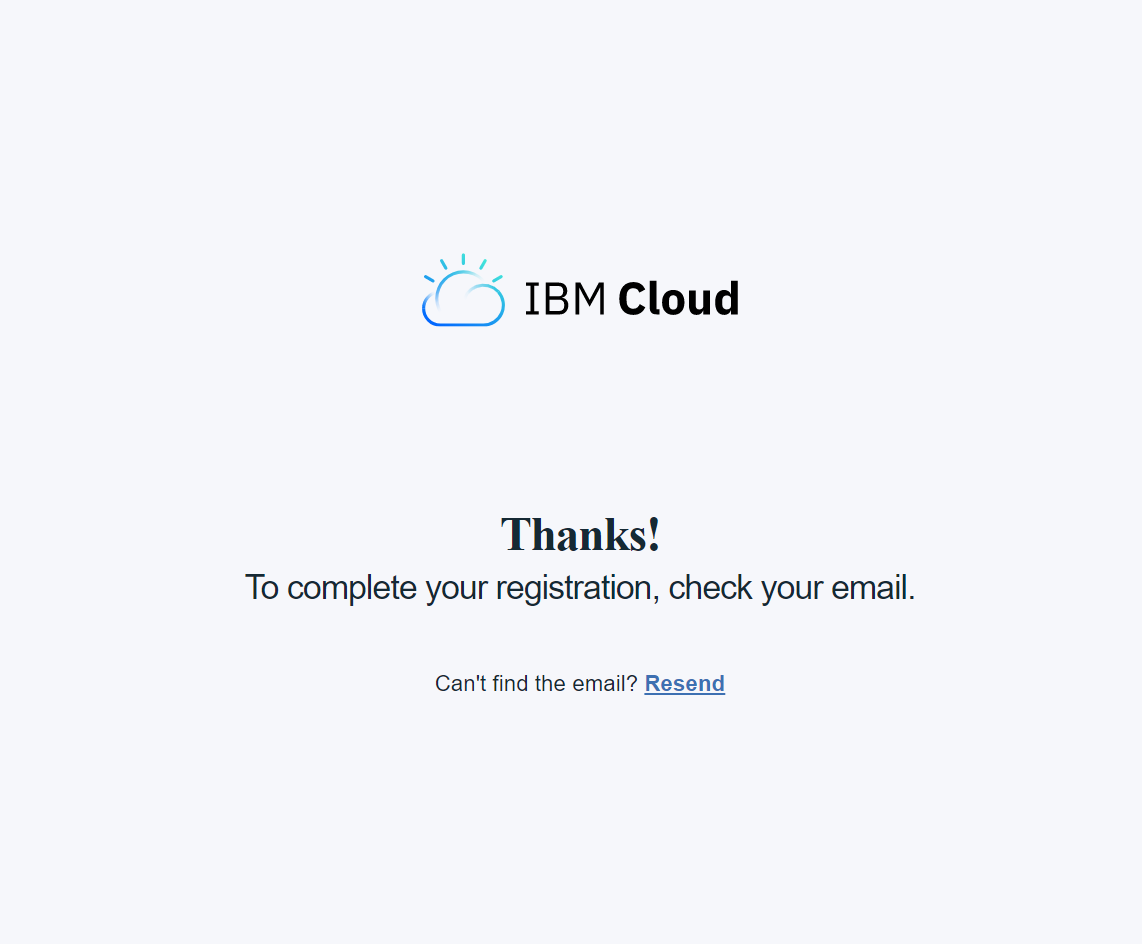 IBM Cloud
Thanks!
To complete your registration, check your email.
Can't find the email? Resend